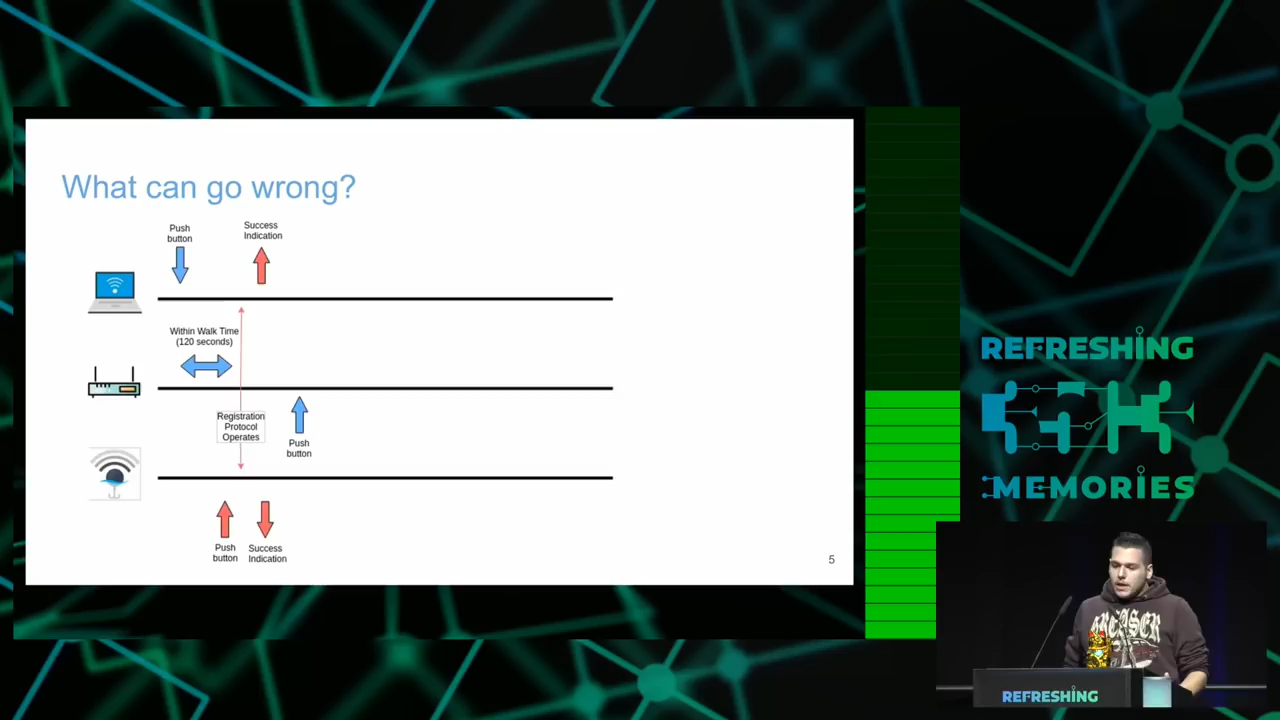 What can go wrong?
Push
button
Success
Indication
Within Walk Time
(120 seconds)
Registration
Protocol
Operates
Push
button
Push
button
Success
Indication
5
REFRESHING
MEMORIES
GREASER
REFRESHING